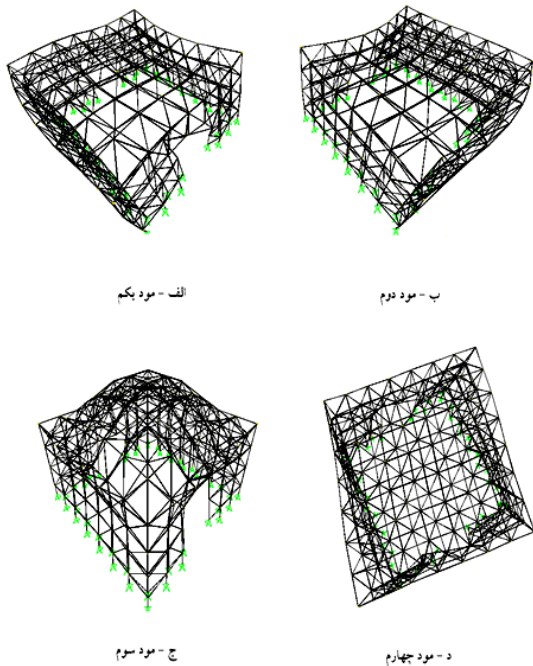 الف - مود یکم
ب - مود دوم
ج - مود سوم
د - مود چهارم